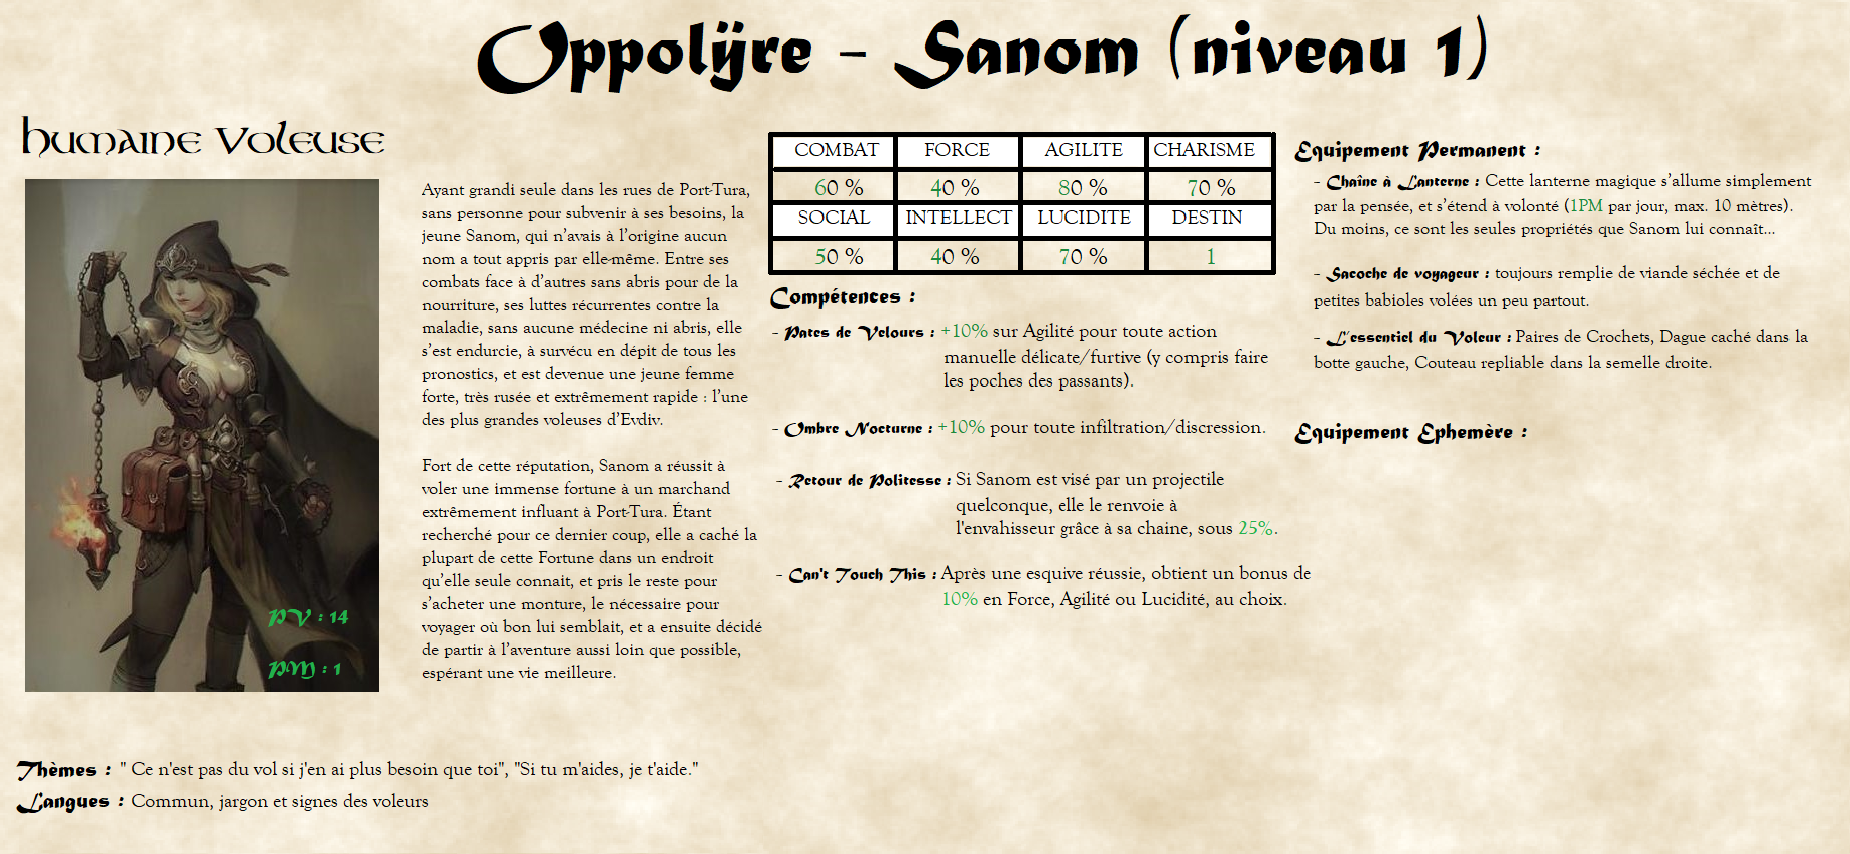 Oppolÿre - Sanom (niveau 1)
Humaine Voleuse
PV : 14
PM : 1
Ayant grandi seule dans les rues de Port-Tura,
sans personne pour subvenir à ses besoins, la
jeune Sanom, qui n'avais à l'origine aucun
nom a tout appris par elle-même. Entre ses
combats face à d'autres sans abris pour de la
nourriture, ses luttes récurrentes contre la
maladie, sans aucune médecine ni abris, elle
s'est endurcie, à survécu en dépit de tous les
pronostics, et est devenue une jeune femme
forte, très rusée et extrêmement rapide : l'une
des plus grandes voleuses d'Evdiv.
Fort de cette réputation, Sanom a réussit à
voler une immense fortune à un marchand
extrêmement influant à Port-Tura. Étant
recherché pour ce dernier coup, elle a caché la
plupart de cette Fortune dans un endroit
qu'elle seule connait, et pris le reste pour
s'acheter une monture, le nécessaire pour
voyager où bon lui semblait, et a ensuite décidé
de partir à l'aventure aussi loin que possible,
espérant une vie meilleure.
COMBAT FORCE AGILITE CHARISME
60 % 40 % 80 % 70 %
SOCIAL INTELLECT LUCIDITE DESTIN
50 % 40 % 70 % 1
Compétences :
- Pates de Velours : +10% sur Agilité pour toute action
manuelle délicate/furtive (y compris faire
les poches des passants).
- Ombre Nocturne : +10% pour toute infiltration/discression.
- Retour de Politesse : Si Sanom est visé par un projectile
quelconque, elle le renvoie à
l'envahisseur grâce à sa chaine, sous 25%.
- Can't Touch This : Après une esquive réussie, obtient un bonus de
10% en Force, Agilité ou Lucidité, au choix.
Equipement Permanent :
- Chaîne à Lanterne : Cette lanterne magique s'allume simplement
par la pensée, et s'étend à volonté (1PM par jour, max. 10 mètres).
Du moins, ce sont les seules propriétés que Sanom lui connaît...
- Sacoche de voyageur : toujours remplie de viande séchée et de
petites babioles volées un peu partout.
- L'essentiel du Voleur : Paires de Crochets, Dague caché dans la
botte gauche, Couteau repliable dans la semelle droite.
Equipement Ephemère :
Thèmes : " Ce n'est pas du vol si j'en ai plus besoin que toi", "Si tu m'aides, je t'aide."
Langues : Commun, jargon et signes des voleurs